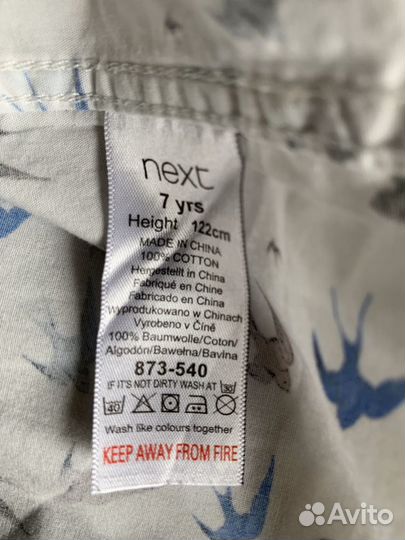 next
7 yrs
Height 122cm
MADE IN CHINA
100% COTTON
Hergestellt in China
Fabriqué en Chine
Fabricado en China
Wyprodukowano w Chinach
Vyrobeno v Číně
100% Baumwolle/Coton/
Algodón/Bawełna/Bavlna
873-540
IF IT'S NOT DIRTY WASH AT 30
40
Wash like colours together
KEEP AWAY FROM FIRE
Avito